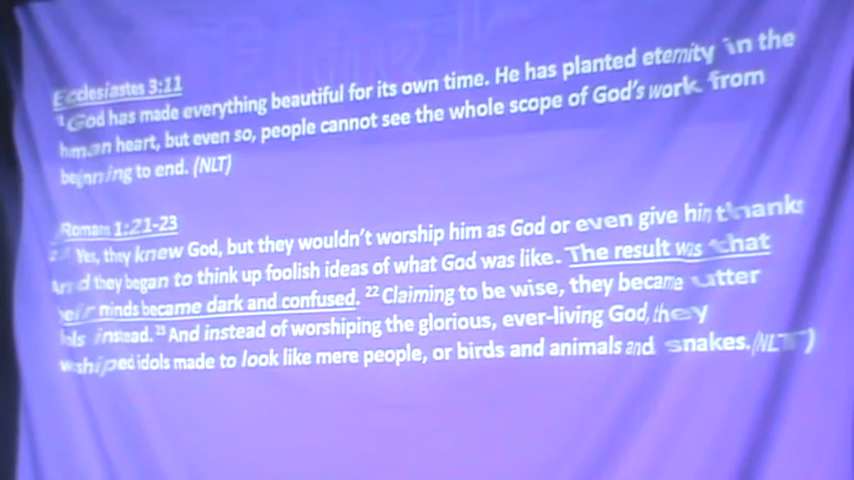 Ecclesiastes 3:11
11 God has made everything beautiful for its own time. He has planted eternity in the
human heart, but even so, people cannot see the whole scope of God's work from
beginning to end. (NLT)
Romans 1:21-23
Yes, they knew God, but they wouldn't worship him as God or even give him thanks
And they began to think up foolish ideas of what God was like. The result was that
their minds became dark and confused. 22 Claiming to be wise, they became utter
fools instead. 23 And instead of worshiping the glorious, ever-living God, they
worshiped idols made to look like mere people, or birds and animals and snakes. (NLT)